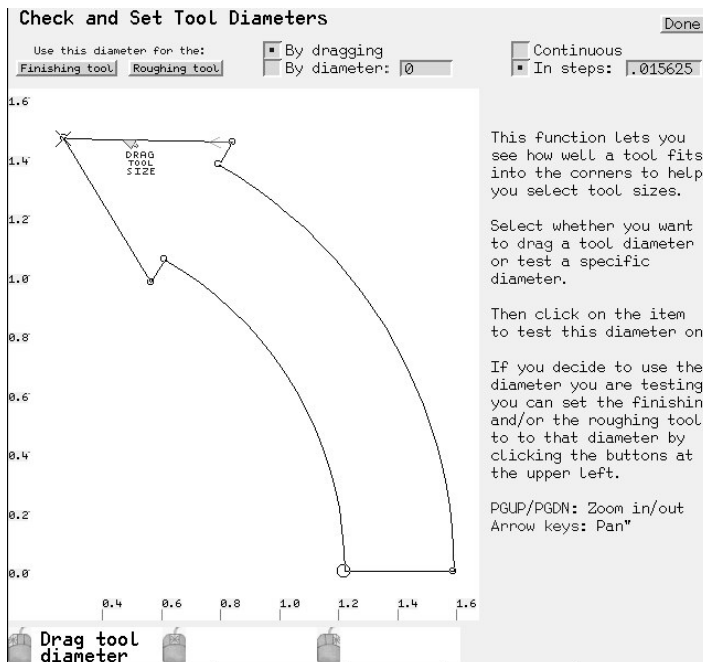 Check and Set Tool Diameters
Done
Use this diameter for the:
Finishing tool Roughing tool
By dragging
By diameter: 0
Continuous
In steps: .015625
1.6
1.4
1.2
1.0
0.8
0.6
0.4
0.2
0.0
DRAG
TOOL
SIZE
0.4 0.6 0.8 1.0 1.2 1.4 1.6
This function lets you
see how well a tool fits
into the corners to help
you select tool sizes.
Select whether you want
to drag a tool diameter
or test a specific
diameter.
Then click on the item
to test this diameter on
If you decide to use the
diameter you are testing
you can set the finishin
and/or the roughing tool
to to that diameter by
clicking the buttons at
the upper left.
PGUP/PGDN: Zoom in/out
Arrow keys: Pan"
Drag tool
diameter